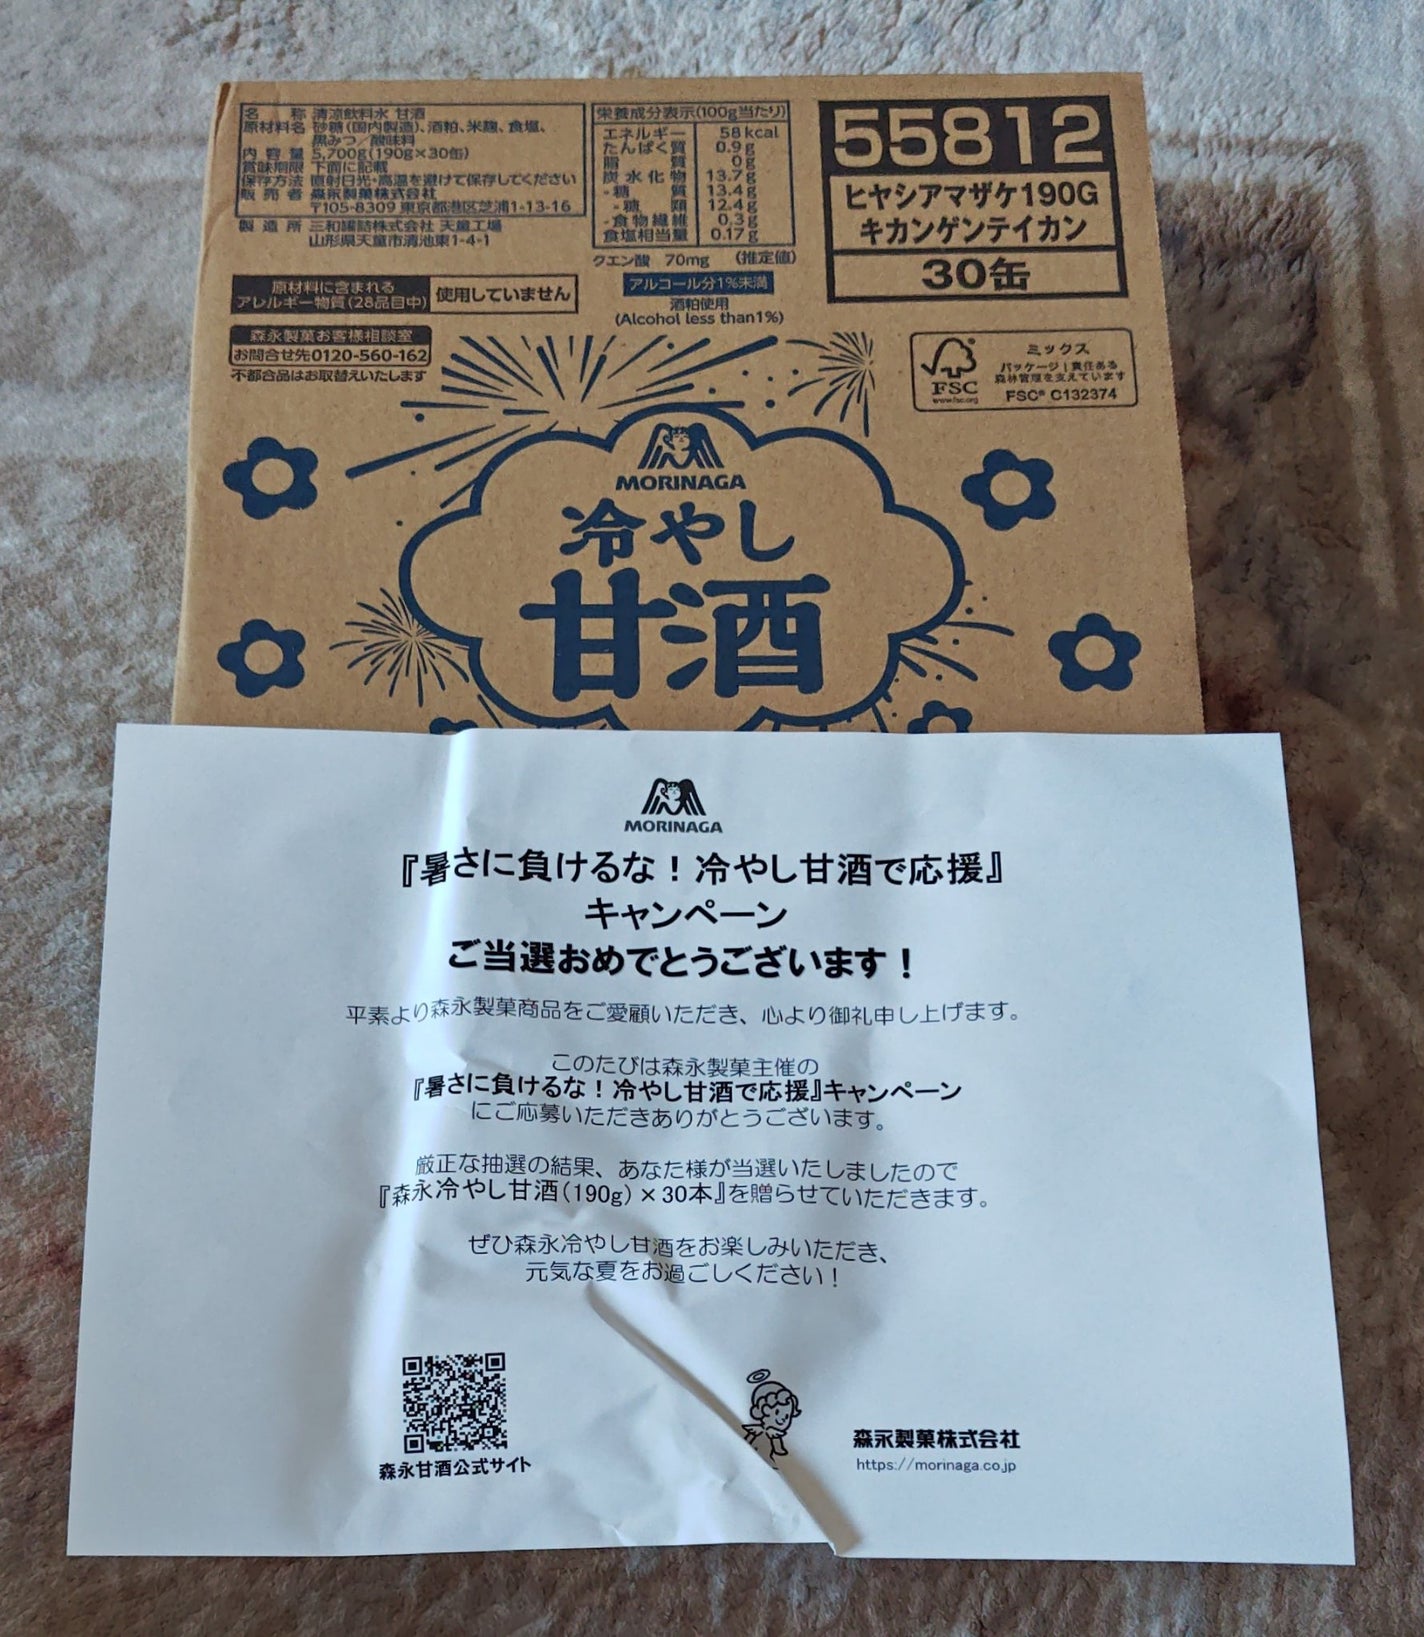 名称 清涼飲料水 甘酒
原材料名 砂糖(国内製造)、酒粕、米麹、食塩、
黒みつ／酸味料
内容量 5,700g(190g×30缶)
賞味期限 下面に記載
保存方法 直射日光・高温を避けて保存してください
販売者 森永製菓株式会社
〒105-8309 東京都港区芝浦1-13-16
製造所 三和罐詰株式会社 天童工場
山形県天童市清池東1-4-1
原材料に含まれる
アレルギー物質(28品目中) 使用していません
森永製菓お客様相談室
お問合せ先0120-560-162
不都合品はお取替えいたします
栄養成分表示(100g当たり)
エネルギー 58kcal
たんぱく質 0.9g
脂質 0g
炭水化物 13.7g
-糖質 13.4g
-糖類 12.4g
-食物繊維 0.3g
食塩相当量 0.17g
クエン酸 70mg (推定値)
アルコール分1%未満
酒粕使用
(Alcohol less than1%)
55812
ヒヤシアマザケ190G
キカンゲンテイカン
30缶
FSC
www.fsc.org
ミックス
パッケージ|責任ある
森林管理を支えています
FSC® C132374
MORINAGA
冷やし
甘酒
MORINAGA
『暑さに負けるな！冷やし甘酒で応援』
キャンペーン
ご当選おめでとうございます！
平素より森永製菓商品をご愛顧いただき、心より御礼申し上げます。
このたびは森永製菓主催の
『暑さに負けるな！冷やし甘酒で応援』キャンペーン
にご応募いただきありがとうございます。
厳正な抽選の結果、あなた様が当選いたしましたので
『森永冷やし甘酒(190g)×30本』を贈らせていただきます。
ぜひ森永冷やし甘酒をお楽しみいただき、
元気な夏をお過ごしください！
森永甘酒公式サイト
森永製菓株式会社
https://morinaga.co.jp